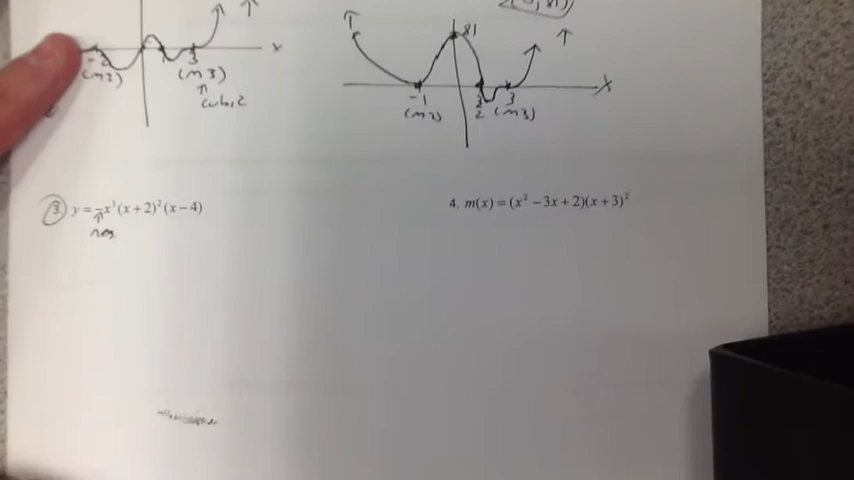 x
-2
3
(m2)
(m3)
cubic
81
-1
3/2
3
x
(m3)
3. y = -x³(x+2)²(x-4)
neg
4. m(x) = (x² - 3x + 2)(x+3)²